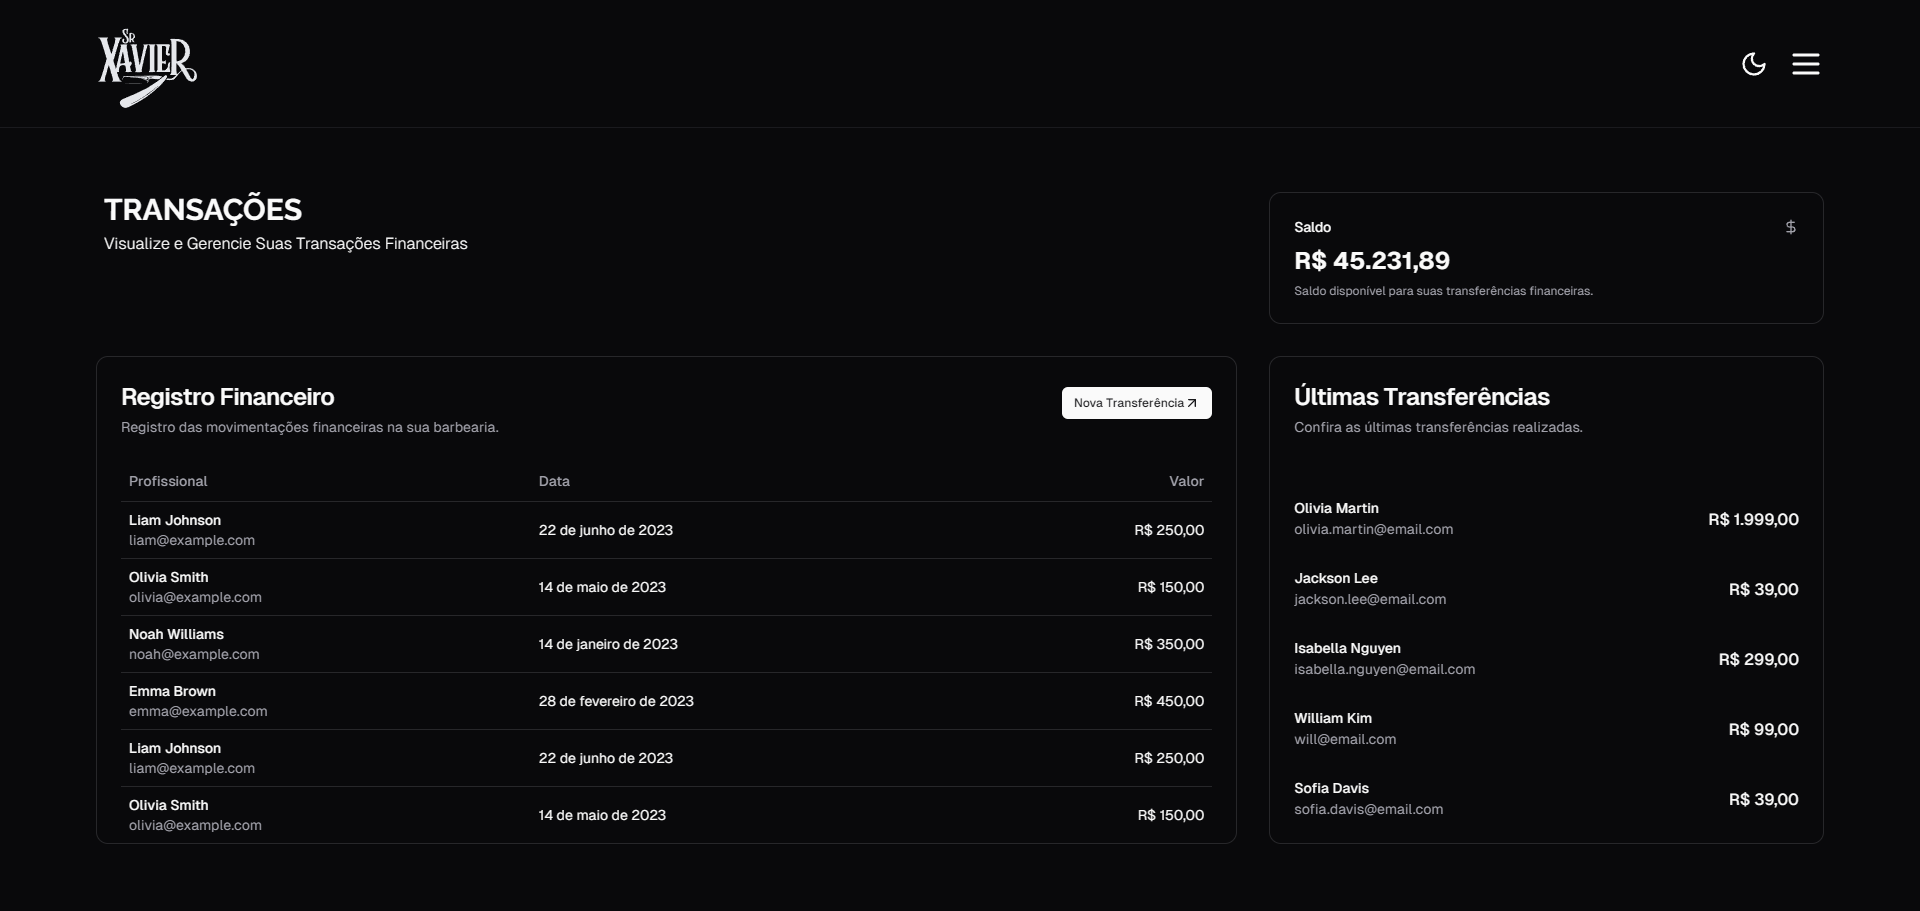 SR
XAVIER
TRANSAÇÕES
Visualize e Gerencie Suas Transações Financeiras
Saldo
$
R$ 45.231,89
Saldo disponível para suas transferências financeiras.
Registro Financeiro
Registro das movimentações financeiras na sua barbearia.
Nova Transferência
Profissional Data Valor
Liam Johnson
liam@example.com
22 de junho de 2023
R$ 250,00
Olivia Smith
olivia@example.com
14 de maio de 2023
R$ 150,00
Noah Williams
noah@example.com
14 de janeiro de 2023
R$ 350,00
Emma Brown
emma@example.com
28 de fevereiro de 2023
R$ 450,00
Liam Johnson
liam@example.com
22 de junho de 2023
R$ 250,00
Olivia Smith
olivia@example.com
14 de maio de 2023
R$ 150,00
Últimas Transferências
Confira as últimas transferências realizadas.
Olivia Martin
olivia.martin@email.com
R$ 1.999,00
Jackson Lee
jackson.lee@email.com
R$ 39,00
Isabella Nguyen
isabella.nguyen@email.com
R$ 299,00
William Kim
will@email.com
R$ 99,00
Sofia Davis
sofia.davis@email.com
R$ 39,00